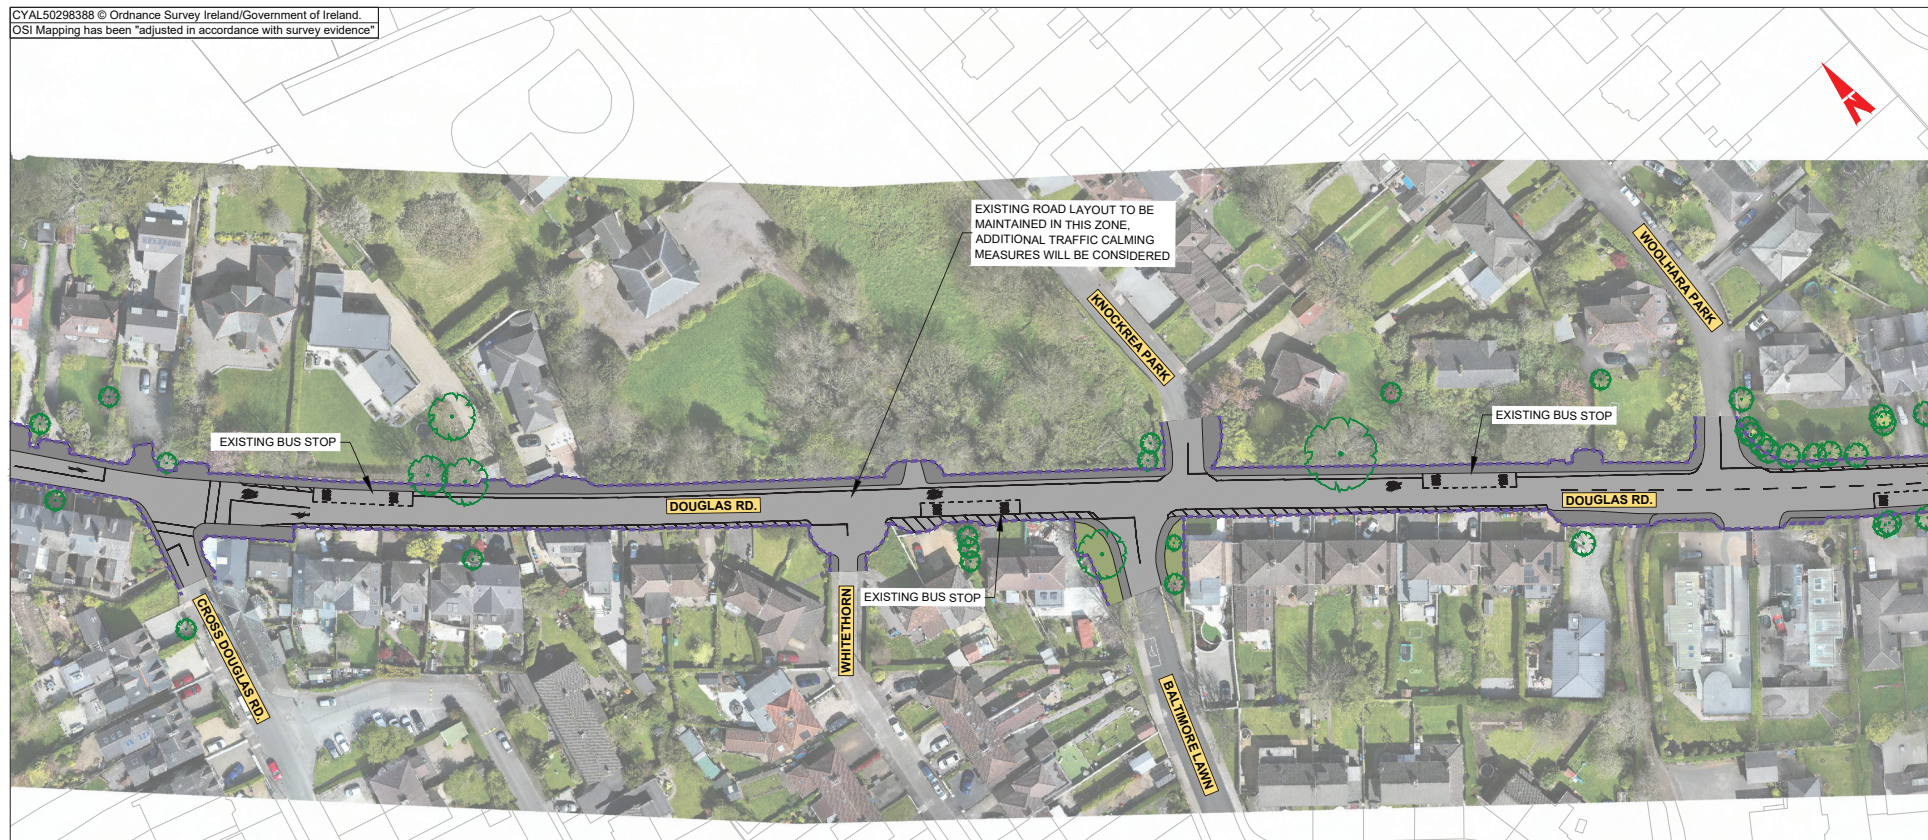 CYAL50298388 © Ordnance Survey Ireland/Government of Ireland.
OSI Mapping has been "adjusted in accordance with survey evidence"
N
EXISTING ROAD LAYOUT TO BE
MAINTAINED IN THIS ZONE,
ADDITIONAL TRAFFIC CALMING
MEASURES WILL BE CONSIDERED
WOOLHARA PARK
KNOCKREA PARK
EXISTING BUS STOP
EXISTING BUS STOP
DOUGLAS RD.
DOUGLAS RD.
EXISTING BUS STOP
CROSS DOUGLAS RD.
WHITETHORN
BALTIMORE LAWN